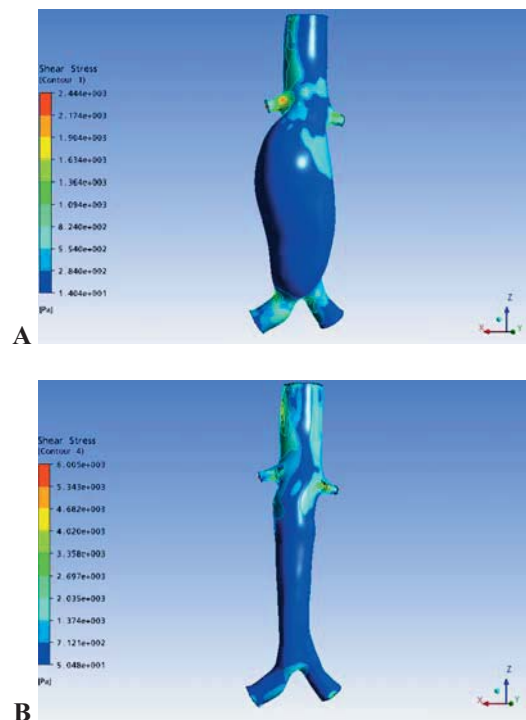 Shear Stress
(Contour 3)
2.444e+003
2.174e+003
1.904e+003
1.634e+003
1.364e+003
1.094e+003
8.240e+002
5.540e+002
2.840e+002
1.404e+001
[Pa]
Z
X
Y
A
Shear Stress
(Contour 4)
6.005e+003
5.343e+003
4.682e+003
4.020e+003
3.358e+003
2.697e+003
2.035e+003
1.374e+003
7.121e+002
5.048e+001
[Pa]
Z
X
Y
B